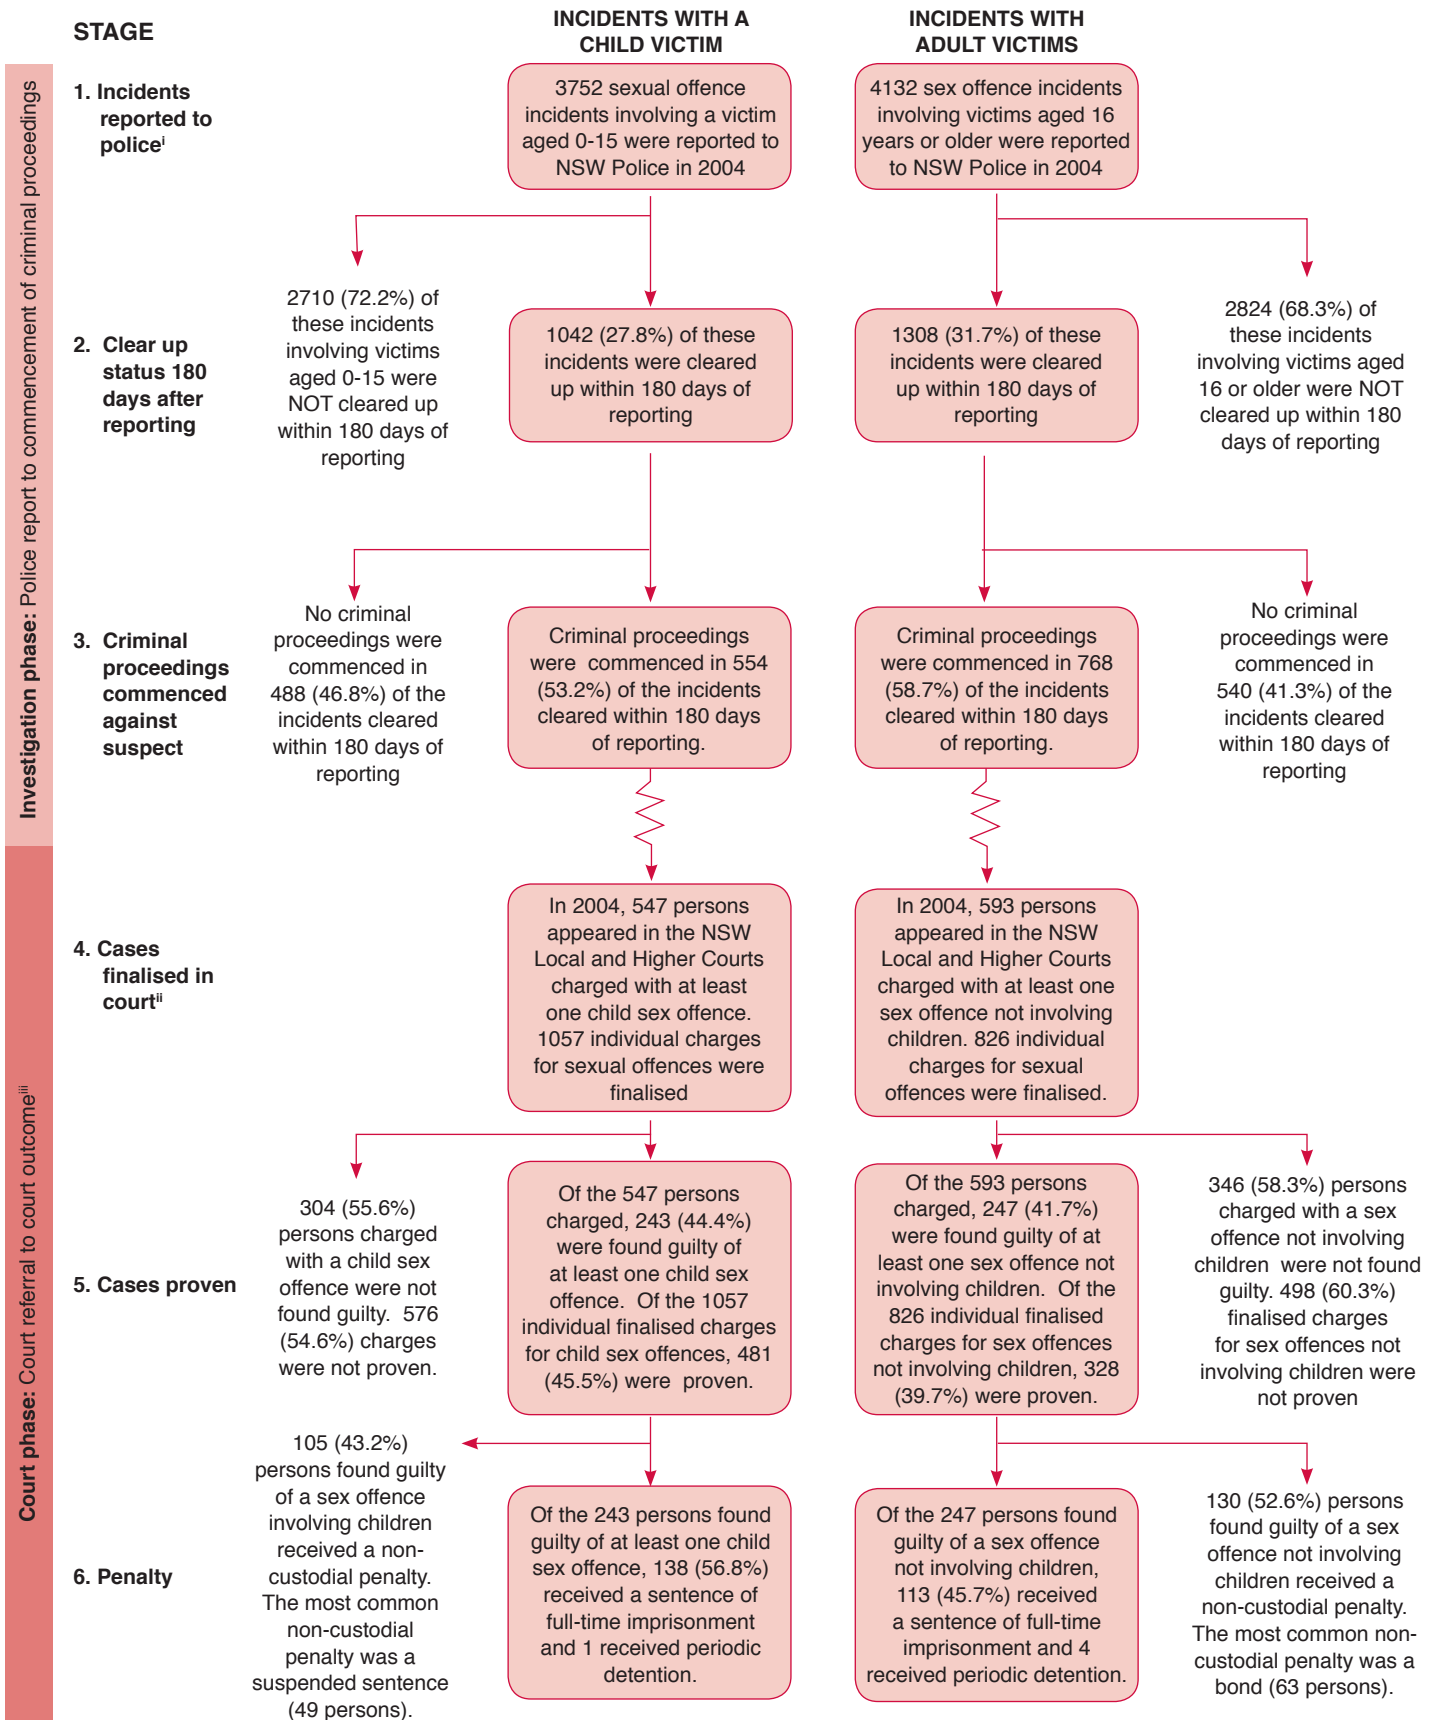 STAGE
INCIDENTS WITH A
CHILD VICTIM
INCIDENTS WITH
ADULT VICTIMS
Investigation phase: Police report to commencement of criminal proceedings
1. Incidents
reported to
policeⁱ
3752 sexual offence
incidents involving a victim
aged 0-15 were reported to
NSW Police in 2004
4132 sex offence incidents
involving victims aged 16
years or older were reported
to NSW Police in 2004
2. Clear up
status 180
days after
reporting
2710 (72.2%) of
these incidents
involving victims
aged 0-15 were
NOT cleared up
within 180 days of
reporting
1042 (27.8%) of these
incidents were cleared
up within 180 days of
reporting
1308 (31.7%) of these
incidents were cleared
up within 180 days of
reporting
2824 (68.3%) of
these incidents
involving victims aged
16 or older were NOT
cleared up within 180
days of reporting
3. Criminal
proceedings
commenced
against
suspect
No criminal
proceedings were
commenced in
488 (46.8%) of the
incidents cleared
within 180 days of
reporting
Criminal proceedings
were commenced in 554
(53.2%) of the incidents
cleared within 180 days
of reporting.
Criminal proceedings
were commenced in 768
(58.7%) of the incidents
cleared within 180 days
of reporting.
No criminal
proceedings were
commenced in
540 (41.3%) of the
incidents cleared
within 180 days of
reporting
Court phase: Court referral to court outcomeⁱⁱⁱ
4. Cases
finalised in
courtⁱⁱ
In 2004, 547 persons
appeared in the NSW
Local and Higher Courts
charged with at least
one child sex offence.
1057 individual charges
for sexual offences were
finalised
In 2004, 593 persons
appeared in the NSW
Local and Higher Courts
charged with at least one
sex offence not involving
children. 826 individual
charges for sexual
offences were finalised.
5. Cases proven
304 (55.6%)
persons charged
with a child sex
offence were not
found guilty. 576
(54.6%) charges
were not proven.
Of the 547 persons
charged, 243 (44.4%)
were found guilty of
at least one child sex
offence. Of the 1057
individual finalised charges
for child sex offences, 481
(45.5%) were proven.
Of the 593 persons
charged, 247 (41.7%)
were found guilty of at
least one sex offence not
involving children. Of the
826 individual finalised
charges for sex offences
not involving children, 328
(39.7%) were proven.
346 (58.3%) persons
charged with a sex
offence not involving
children were not found
guilty. 498 (60.3%)
finalised charges
for sex offences not
involving children were
not proven
6. Penalty
105 (43.2%)
persons found guilty
of a sex offence
involving children
received a non-
custodial penalty.
The most common
non-custodial
penalty was a
suspended sentence
(49 persons).
Of the 243 persons found
guilty of at least one child
sex offence, 138 (56.8%)
received a sentence of
full-time imprisonment
and 1 received periodic
detention.
Of the 247 persons found
guilty of a sex offence
not involving children,
113 (45.7%) received
a sentence of full-time
imprisonment and 4
received periodic detention.
130 (52.6%) persons
found guilty of a sex
offence not involving
children received a
non-custodial penalty.
The most common non-
custodial penalty was a
bond (63 persons).